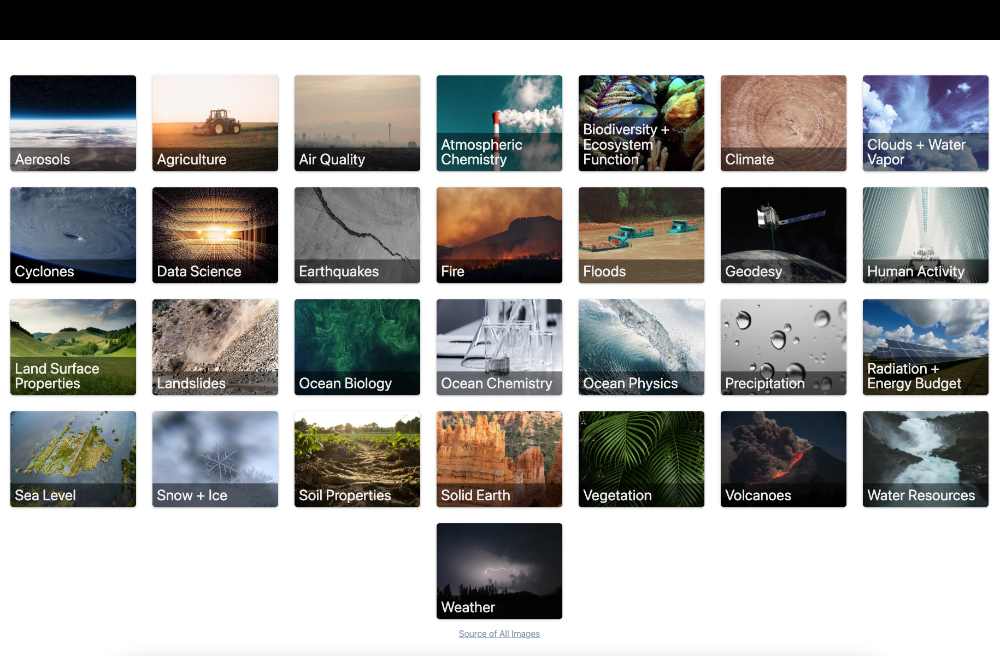 Aerosols
Agriculture
Air Quality
Atmospheric
Chemistry
Biodiversity +
Ecosystem
Function
Climate
Clouds + Water
Vapor
Cyclones
Data Science
Earthquakes
Fire
Floods
Geodesy
Human Activity
Land Surface
Properties
Landslides
Ocean Biology
Ocean Chemistry
Ocean Physics
Precipitation
Radiation +
Energy Budget
Sea Level
Snow + Ice
Soil Properties
Solid Earth
Vegetation
Volcanoes
Water Resources
Weather
Source of All Images